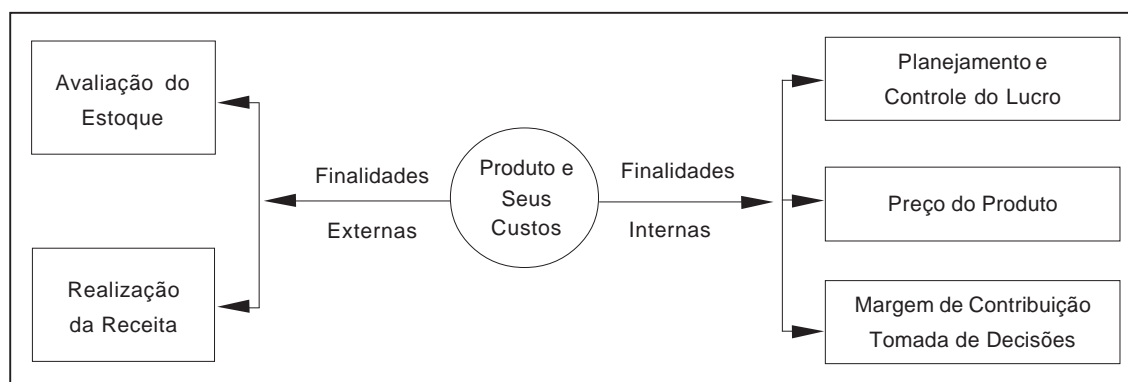 Avaliação do
Estoque
Realização
da Receita
Finalidades
Externas
Produto e
Seus
Custos
Finalidades
Internas
Planejamento e
Controle do Lucro
Preço do Produto
Margem de Contribuição
Tomada de Decisões